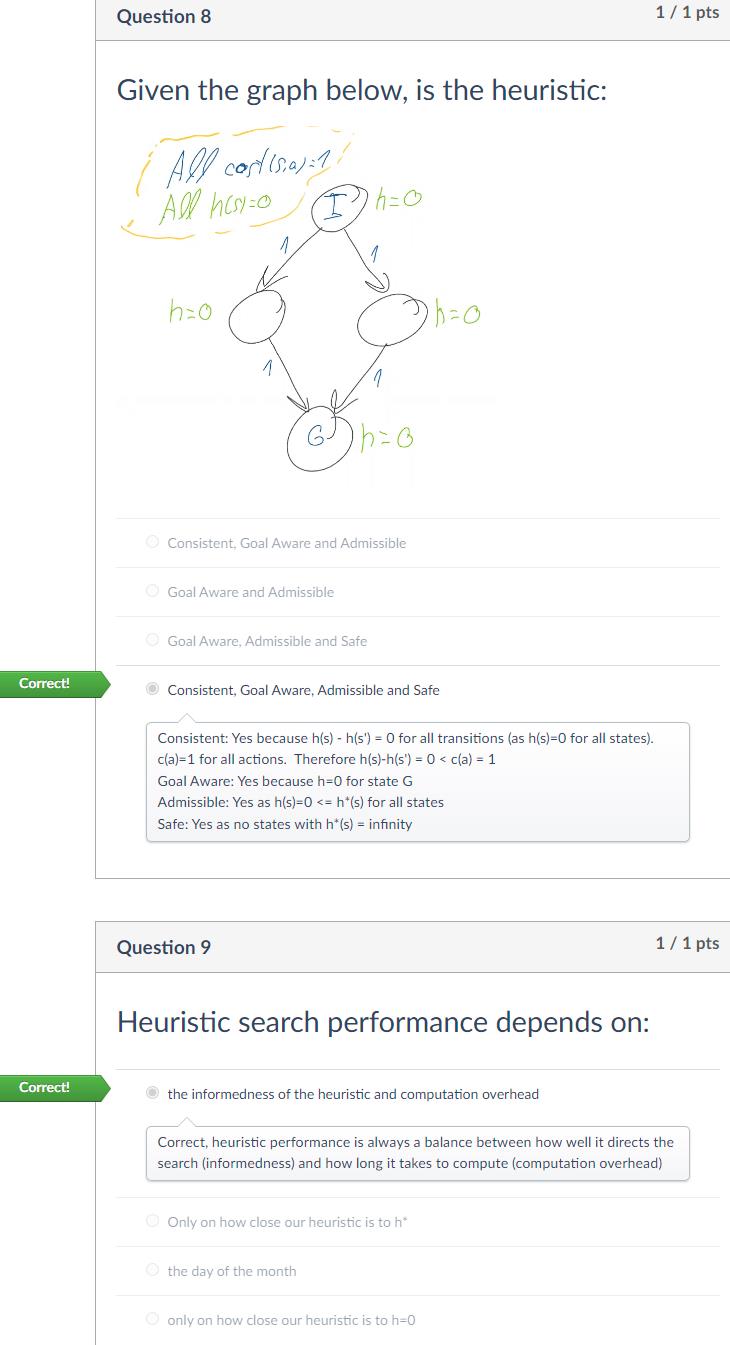 Question 8
1 / 1 pts
Given the graph below, is the heuristic:
All cost(s,a)=1
All h(s)=0
I
h=0
1
1
h=0
h=0
1
1
G
h=0
Consistent, Goal Aware and Admissible
Goal Aware and Admissible
Goal Aware, Admissible and Safe
Correct!
Consistent, Goal Aware, Admissible and Safe
Consistent: Yes because h(s) - h(s') = 0 for all transitions (as h(s)=0 for all states).
c(a)=1 for all actions. Therefore h(s)-h(s') = 0 < c(a) = 1
Goal Aware: Yes because h=0 for state G
Admissible: Yes as h(s)=0 <= h*(s) for all states
Safe: Yes as no states with h*(s) = infinity
Question 9
1 / 1 pts
Heuristic search performance depends on:
Correct!
the informedness of the heuristic and computation overhead
Correct, heuristic performance is always a balance between how well it directs the
search (informedness) and how long it takes to compute (computation overhead)
Only on how close our heuristic is to h*
the day of the month
only on how close our heuristic is to h=0